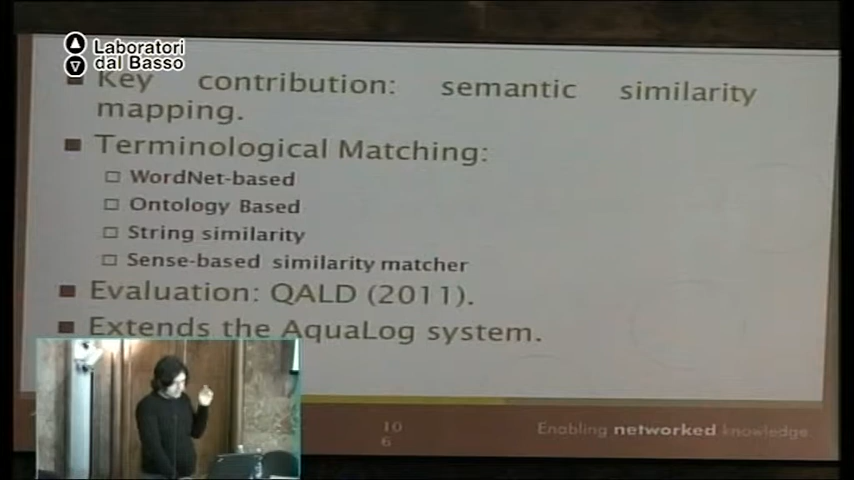 Laboratori
dal Basso
Key contribution: semantic similarity
mapping.
Terminological Matching:
WordNet-based
Ontology Based
String similarity
Sense-based similarity matcher
Evaluation: QALD (2011).
Extends the AquaLog system.
10
6
Enabling networked knowledge.